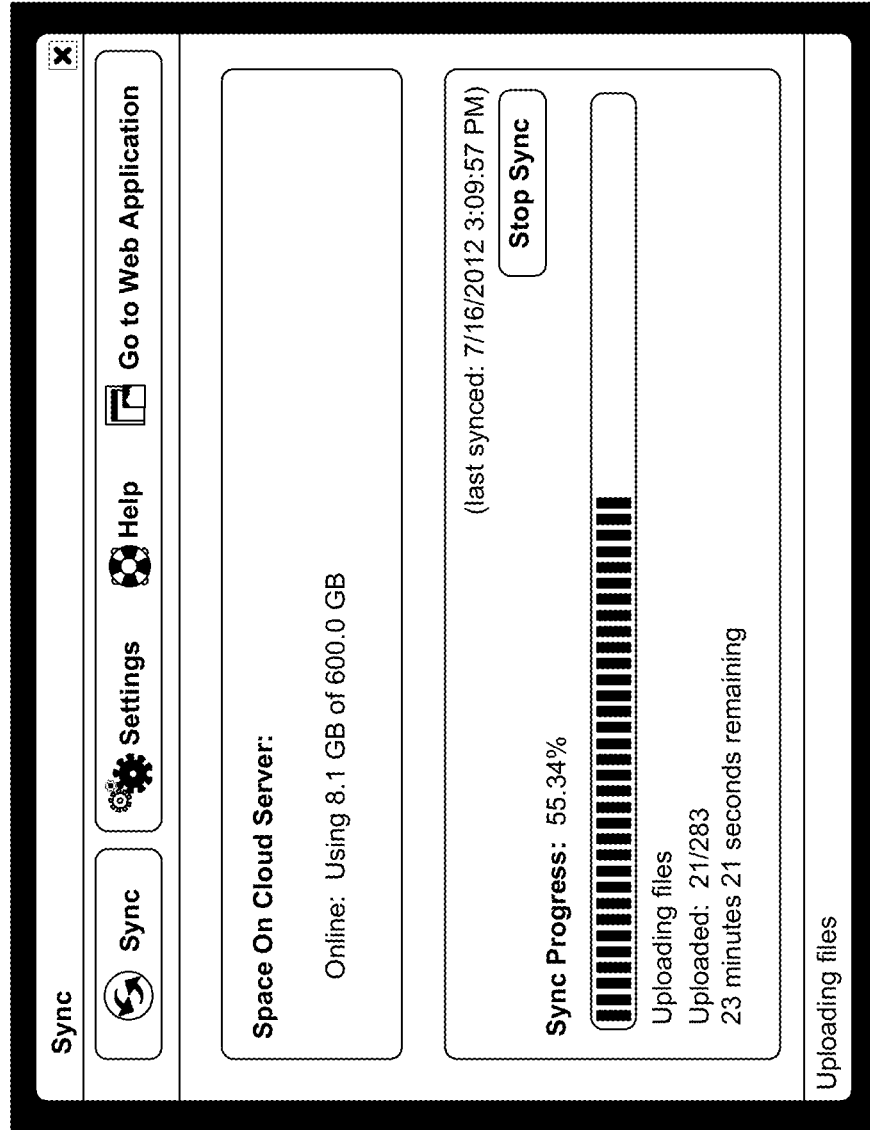 Sync
Sync Settings Help Go to Web Application
Space On Cloud Server:
Online: Using 8.1 GB of 600.0 GB
(last synced: 7/16/2012 3:09:57 PM)
Stop Sync
Sync Progress: 55.34%
Uploading files
Uploaded: 21/283
23 minutes 21 seconds remaining
Uploading files